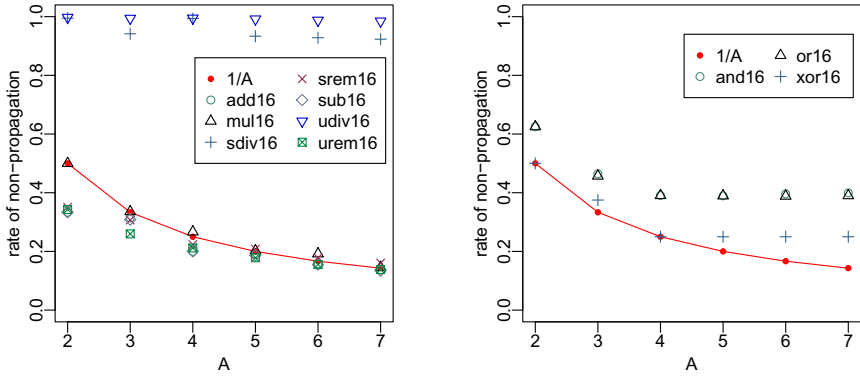 rate of non-propagation
1.0
0.8
0.6
0.4
0.2
0.0
1/A
add16
mul16
sdiv16
srem16
sub16
udiv16
urem16
2 3 4 5 6 7
A
rate of non-propagation
1.0
0.8
0.6
0.4
0.2
0.0
1/A
and16
or16
xor16
2 3 4 5 6 7
A